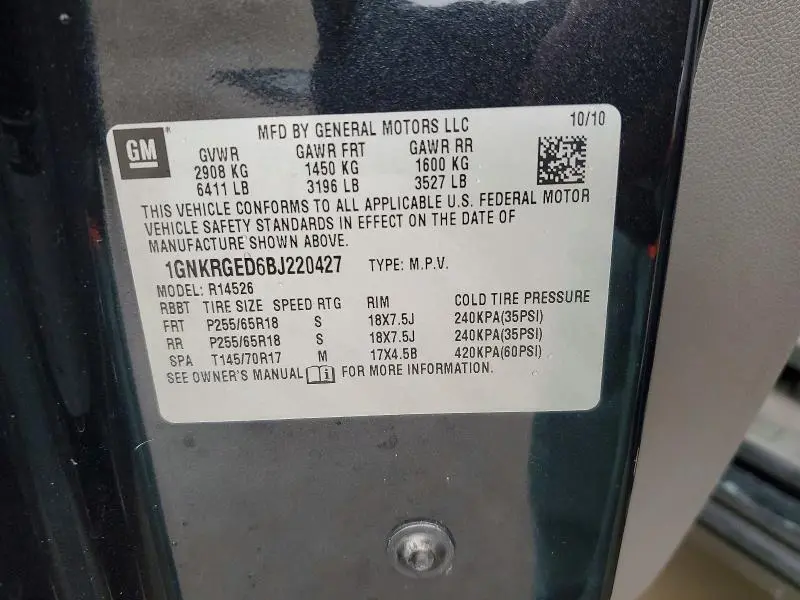 GM
MFD BY GENERAL MOTORS LLC 10/10
GVWR GAWR FRT GAWR RR
2908 KG 1450 KG 1600 KG
6411 LB 3196 LB 3527 LB
THIS VEHICLE CONFORMS TO ALL APPLICABLE U.S. FEDERAL MOTOR
VEHICLE SAFETY STANDARDS IN EFFECT ON THE DATE OF
MANUFACTURE SHOWN ABOVE.
1GNKRGED6BJ220427 TYPE: M.P.V.
MODEL: R14526
RBBT TIRE SIZE SPEED RTG RIM COLD TIRE PRESSURE
FRT P255/65R18 S 18X7.5J 240KPA(35PSI)
RR P255/65R18 S 18X7.5J 240KPA(35PSI)
SPA T145/70R17 M 17X4.5B 420KPA(60PSI)
SEE OWNER'S MANUAL i FOR MORE INFORMATION.